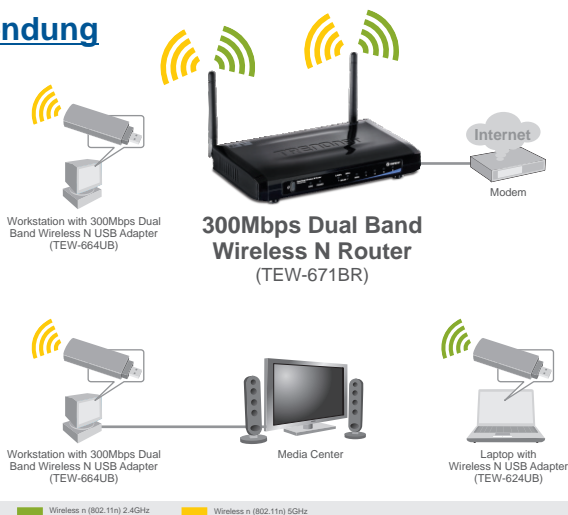 ndung
Internet
Modem
Workstation with 300Mbps Dual
Band Wireless N USB Adapter
(TEW-664UB)
TRENDNET
300Mbps Dual Band
Wireless N Router
(TEW-671BR)
Workstation with 300Mbps Dual
Band Wireless N USB Adapter
(TEW-664UB)
Media Center
Laptop with
Wireless N USB Adapter
(TEW-624UB)
Wireless n (802.11n) 2.4GHz
Wireless n (802.11n) 5GHz